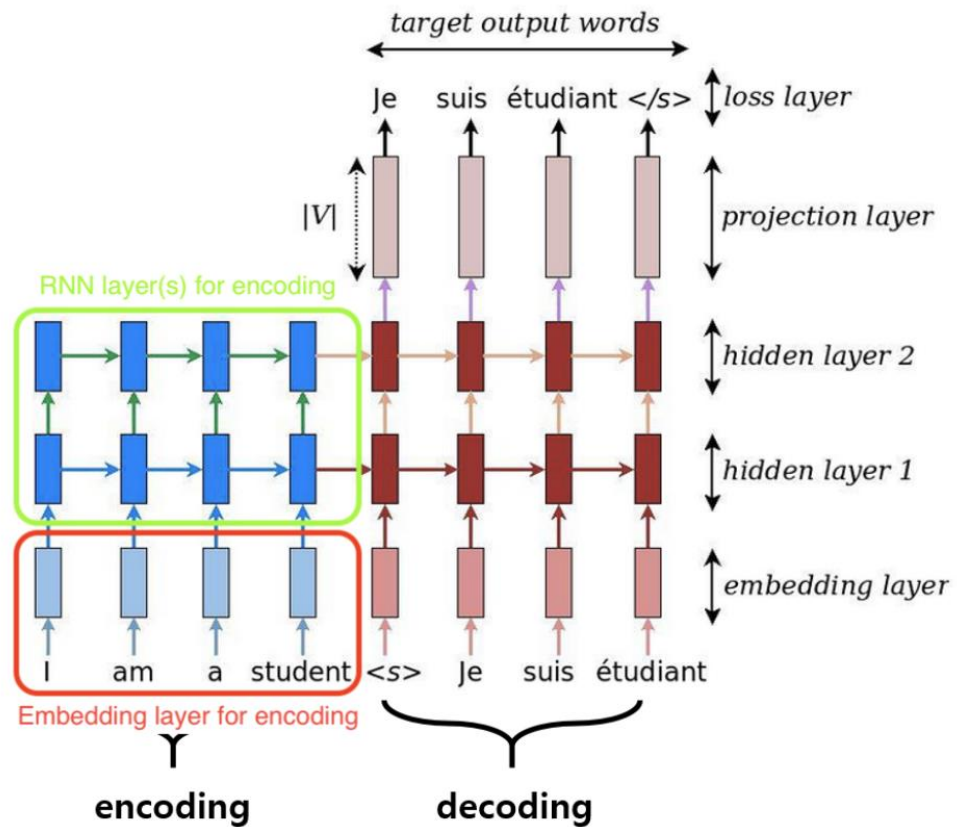 target output words
Je suis étudiant </s>
loss layer
|V|
projection layer
RNN layer(s) for encoding
hidden layer 2
hidden layer 1
embedding layer
I am a student <s> Je suis étudiant
Embedding layer for encoding
encoding decoding